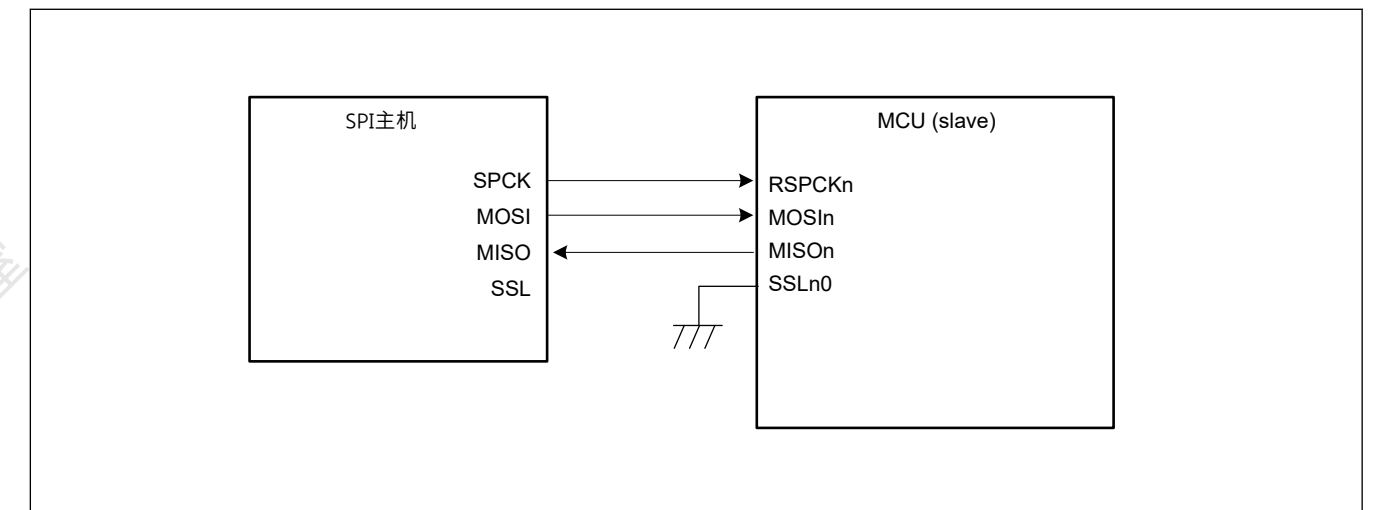 SPI主机
SPCK
MOSI
MISO
SSL
MCU (slave)
RSPCKn
MOSIn
MISOn
SSLn0